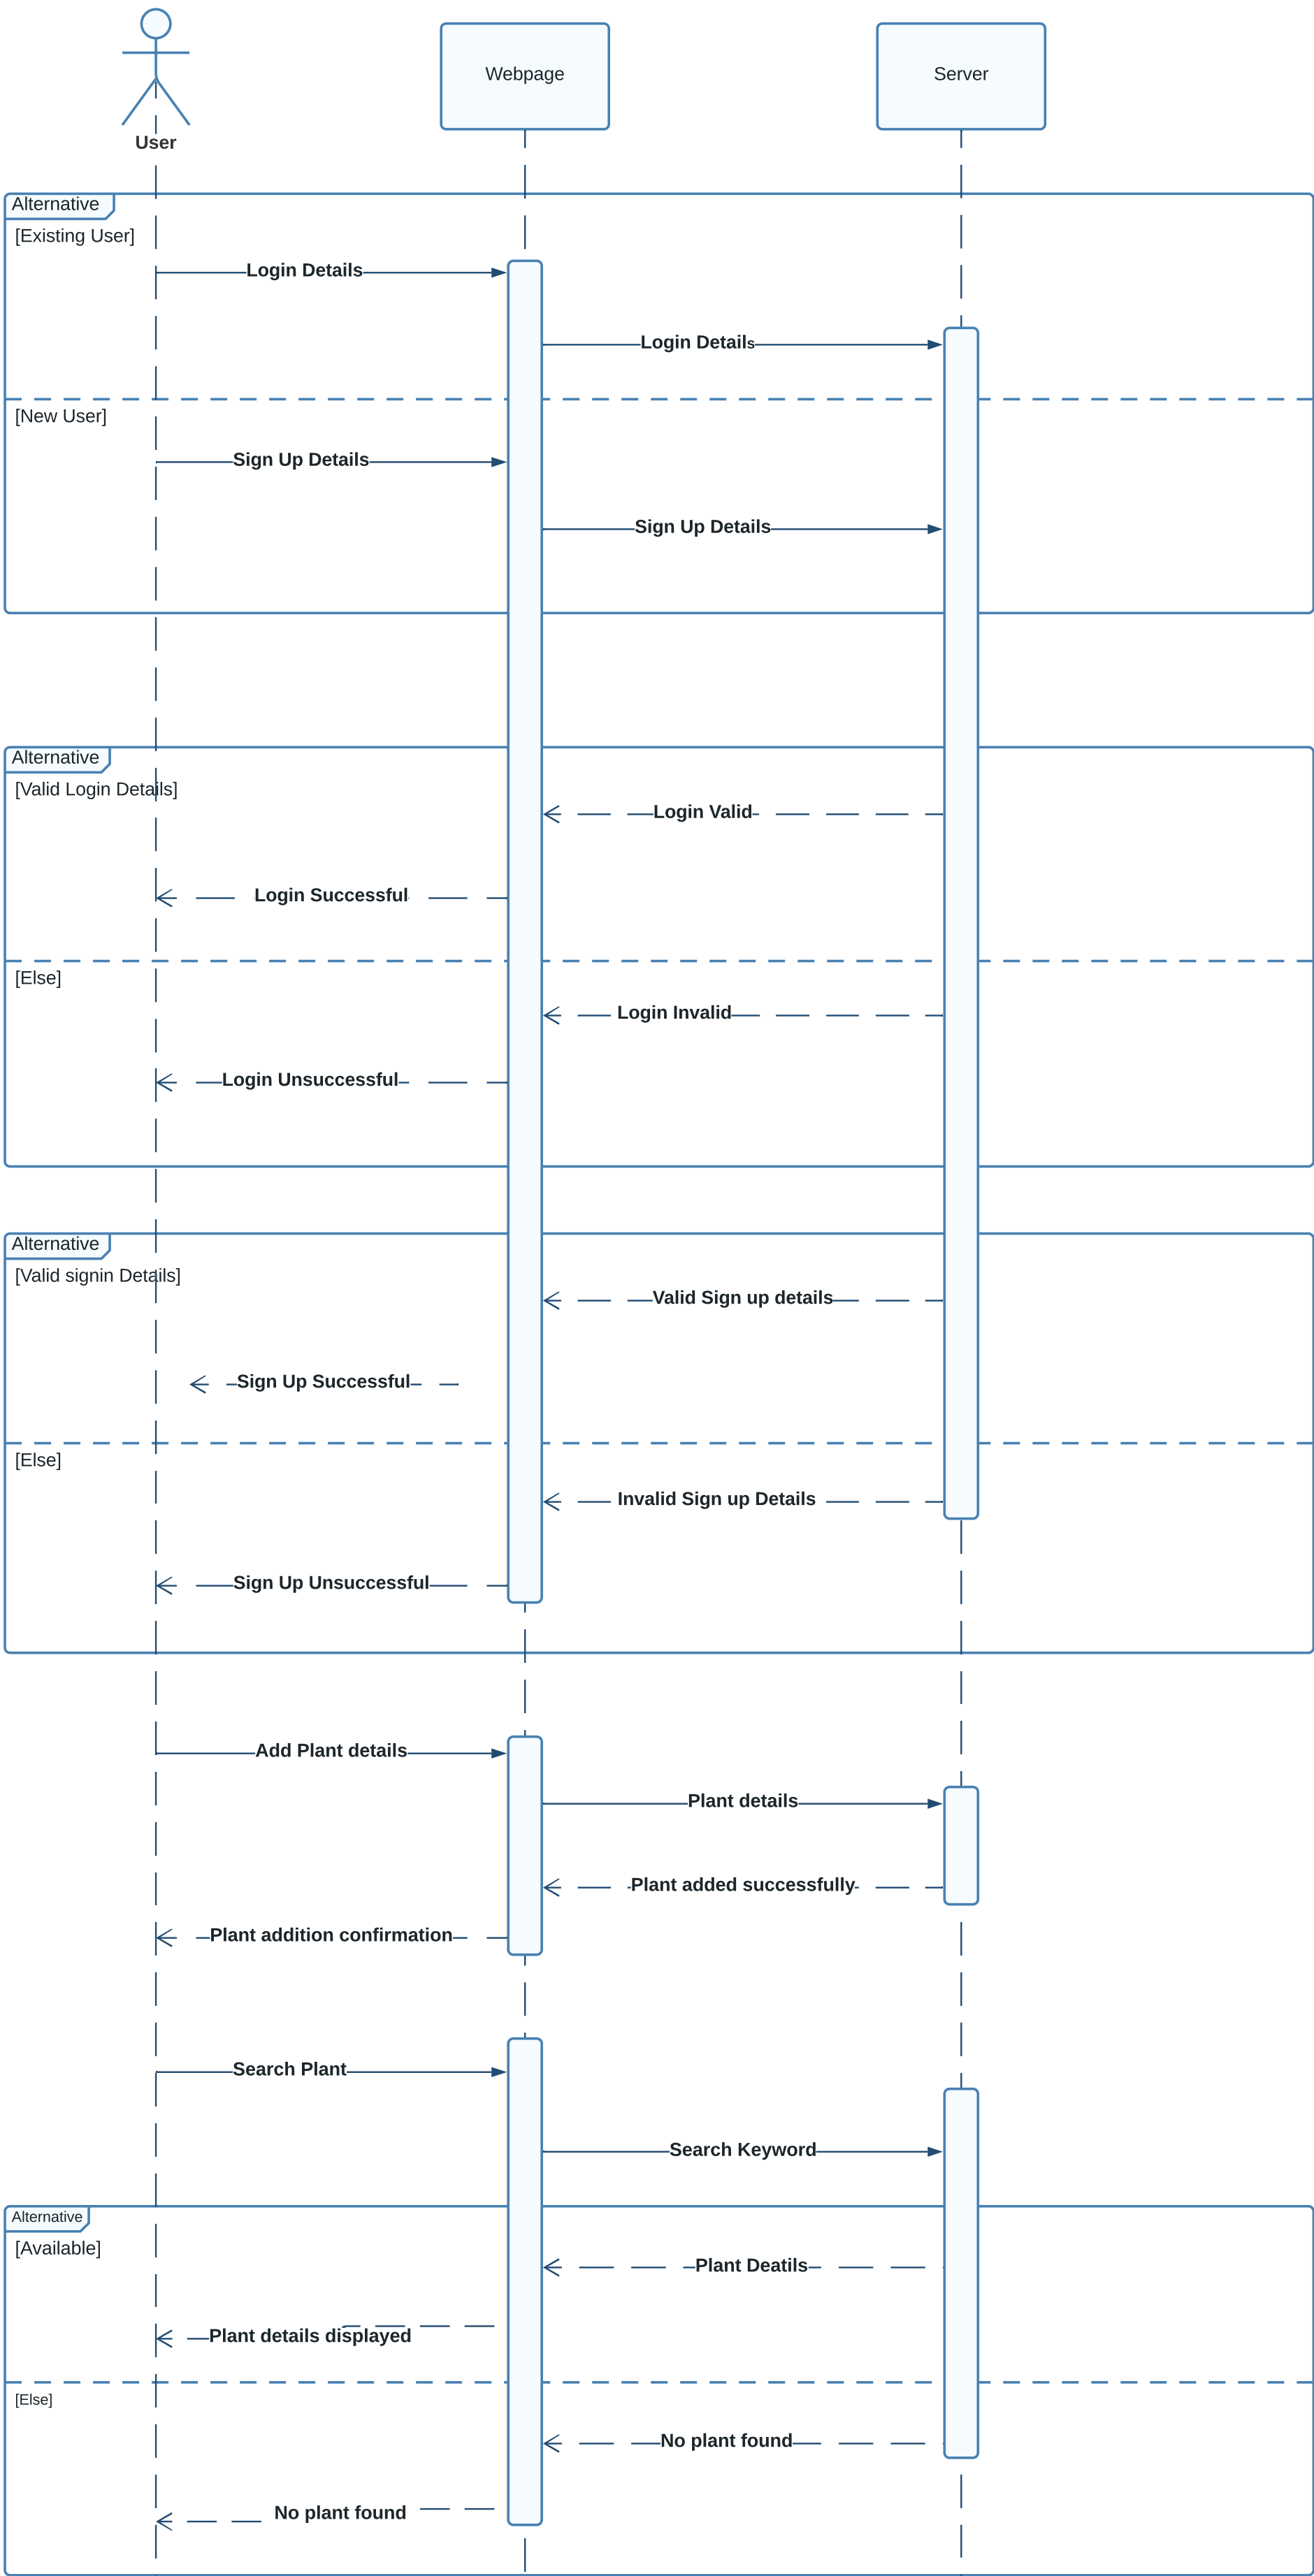 User
Webpage
Server
Alternative
[Existing User]
Login Details
Login Details
[New User]
Sign Up Details
Sign Up Details
Alternative
[Valid Login Details]
Login Valid
Login Successful
[Else]
Login Invalid
Login Unsuccessful
Alternative
[Valid signin Details]
Valid Sign up details
Sign Up Successful
[Else]
Invalid Sign up Details
Sign Up Unsuccessful
Add Plant details
Plant details
Plant added successfully
Plant addition confirmation
Search Plant
Search Keyword
Alternative
[Available]
Plant Deatils
Plant details displayed
[Else]
No plant found
No plant found